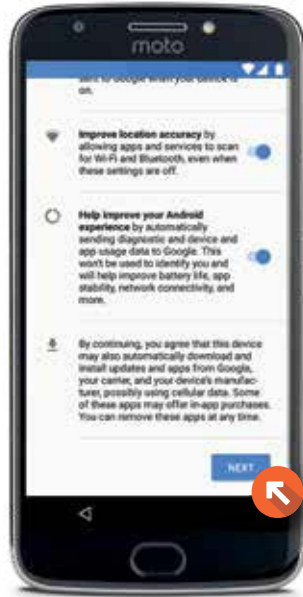 moto
sent to Google when your device is
on.
Improve location accuracy by
allowing apps and services to scan
for Wi-Fi and Bluetooth, even when
these settings are off.
Help improve your Android
experience by automatically
sending diagnostic and device and
app usage data to Google. This
won't be used to identify you and
will help improve battery life, app
stability, network connectivity, and
more.
By continuing, you agree that this device
may also automatically download and
install updates and apps from Google,
your carrier, and your device's manufac-
turer, possibly using cellular data. Some
of these apps may offer in-app purchases.
You can remove these apps at any time.
NEXT